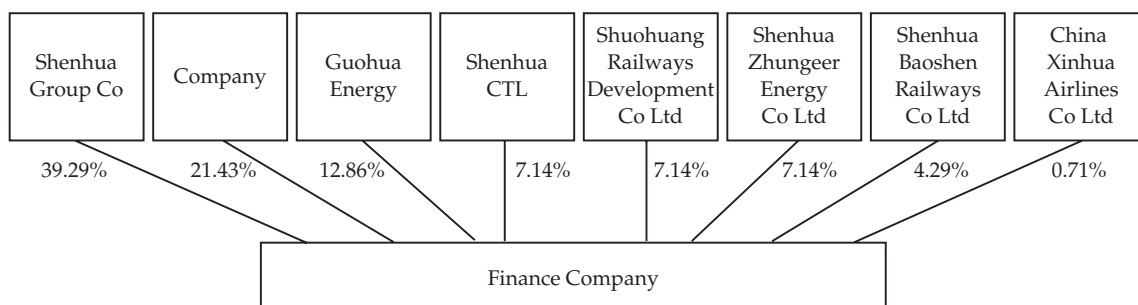 Shenhua
Group Co
Company
Guohua
Energy
Shenhua
CTL
Shuohuang
Railways
Development
Co Ltd
Shenhua
Zhungeer
Energy
Co Ltd
Shenhua
Baoshen
Railways
Co Ltd
China
Xinhua
Airlines
Co Ltd
39.29%
21.43%
12.86%
7.14%
7.14%
7.14%
4.29%
0.71%
Finance Company